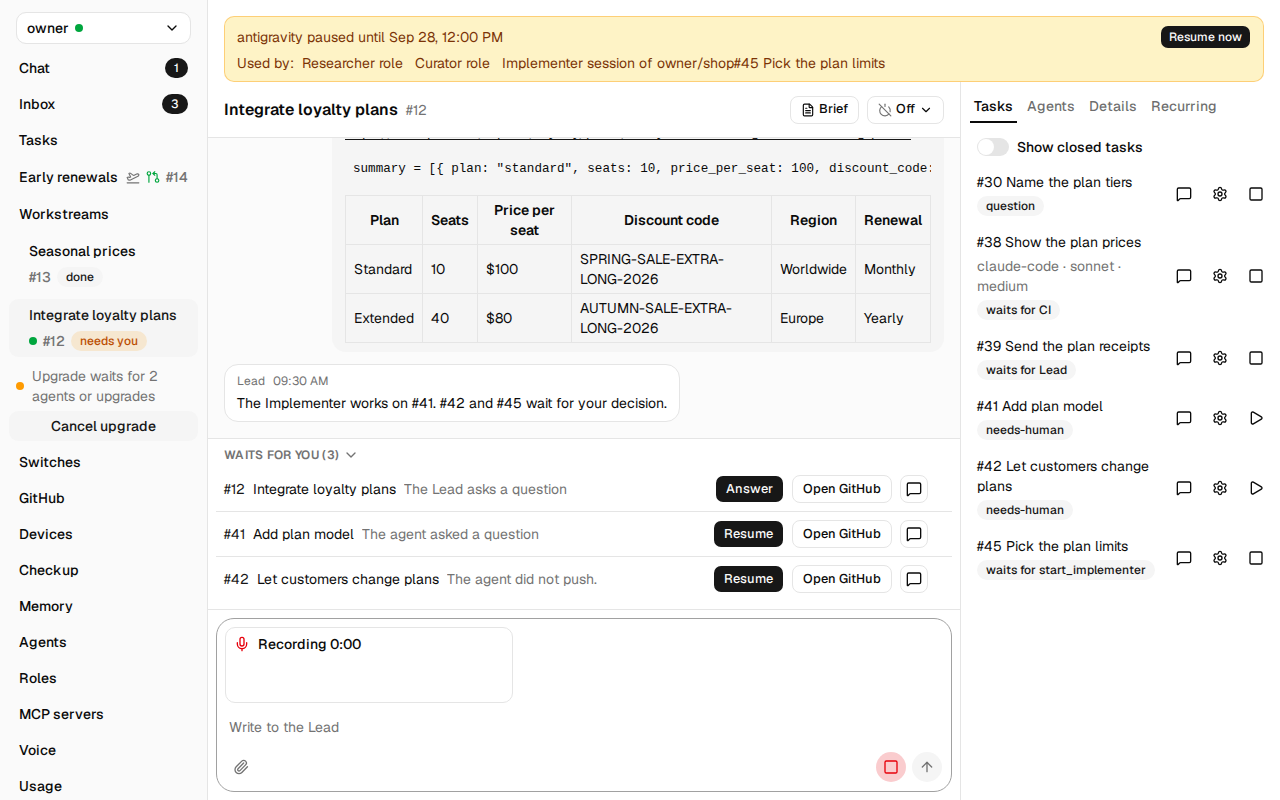 owner
Chat 1
Inbox 3
Tasks
Early renewals #14
Workstreams
Seasonal prices
#13 done
Integrate loyalty plans
#12 needs you
Upgrade waits for 2
agents or upgrades
Cancel upgrade
Switches
GitHub
Devices
Checkup
Memory
Agents
Roles
MCP servers
Voice
Usage
antigravity paused until Sep 28, 12:00 PM
Resume now
Used by: Researcher role Curator role Implementer session of owner/shop#45 Pick the plan limits
Integrate loyalty plans #12
Brief
Off
summary = [{ plan: "standard", seats: 10, price_per_seat: 100, discount_code:
Plan Seats Price per seat Discount code Region Renewal
Standard 10 $100 SPRING-SALE-EXTRA-LONG-2026 Worldwide Monthly
Extended 40 $80 AUTUMN-SALE-EXTRA-LONG-2026 Europe Yearly
Lead 09:30 AM
The Implementer works on #41. #42 and #45 wait for your decision.
WAITS FOR YOU (3)
#12 Integrate loyalty plans The Lead asks a question Answer Open GitHub
#41 Add plan model The agent asked a question Resume Open GitHub
#42 Let customers change plans The agent did not push. Resume Open GitHub
Recording 0:00
Write to the Lead
Tasks Agents Details Recurring
Show closed tasks
#30 Name the plan tiers
question
#38 Show the plan prices
claude-code · sonnet ·
medium
waits for CI
#39 Send the plan receipts
waits for Lead
#41 Add plan model
needs-human
#42 Let customers change
plans
needs-human
#45 Pick the plan limits
waits for start_implementer